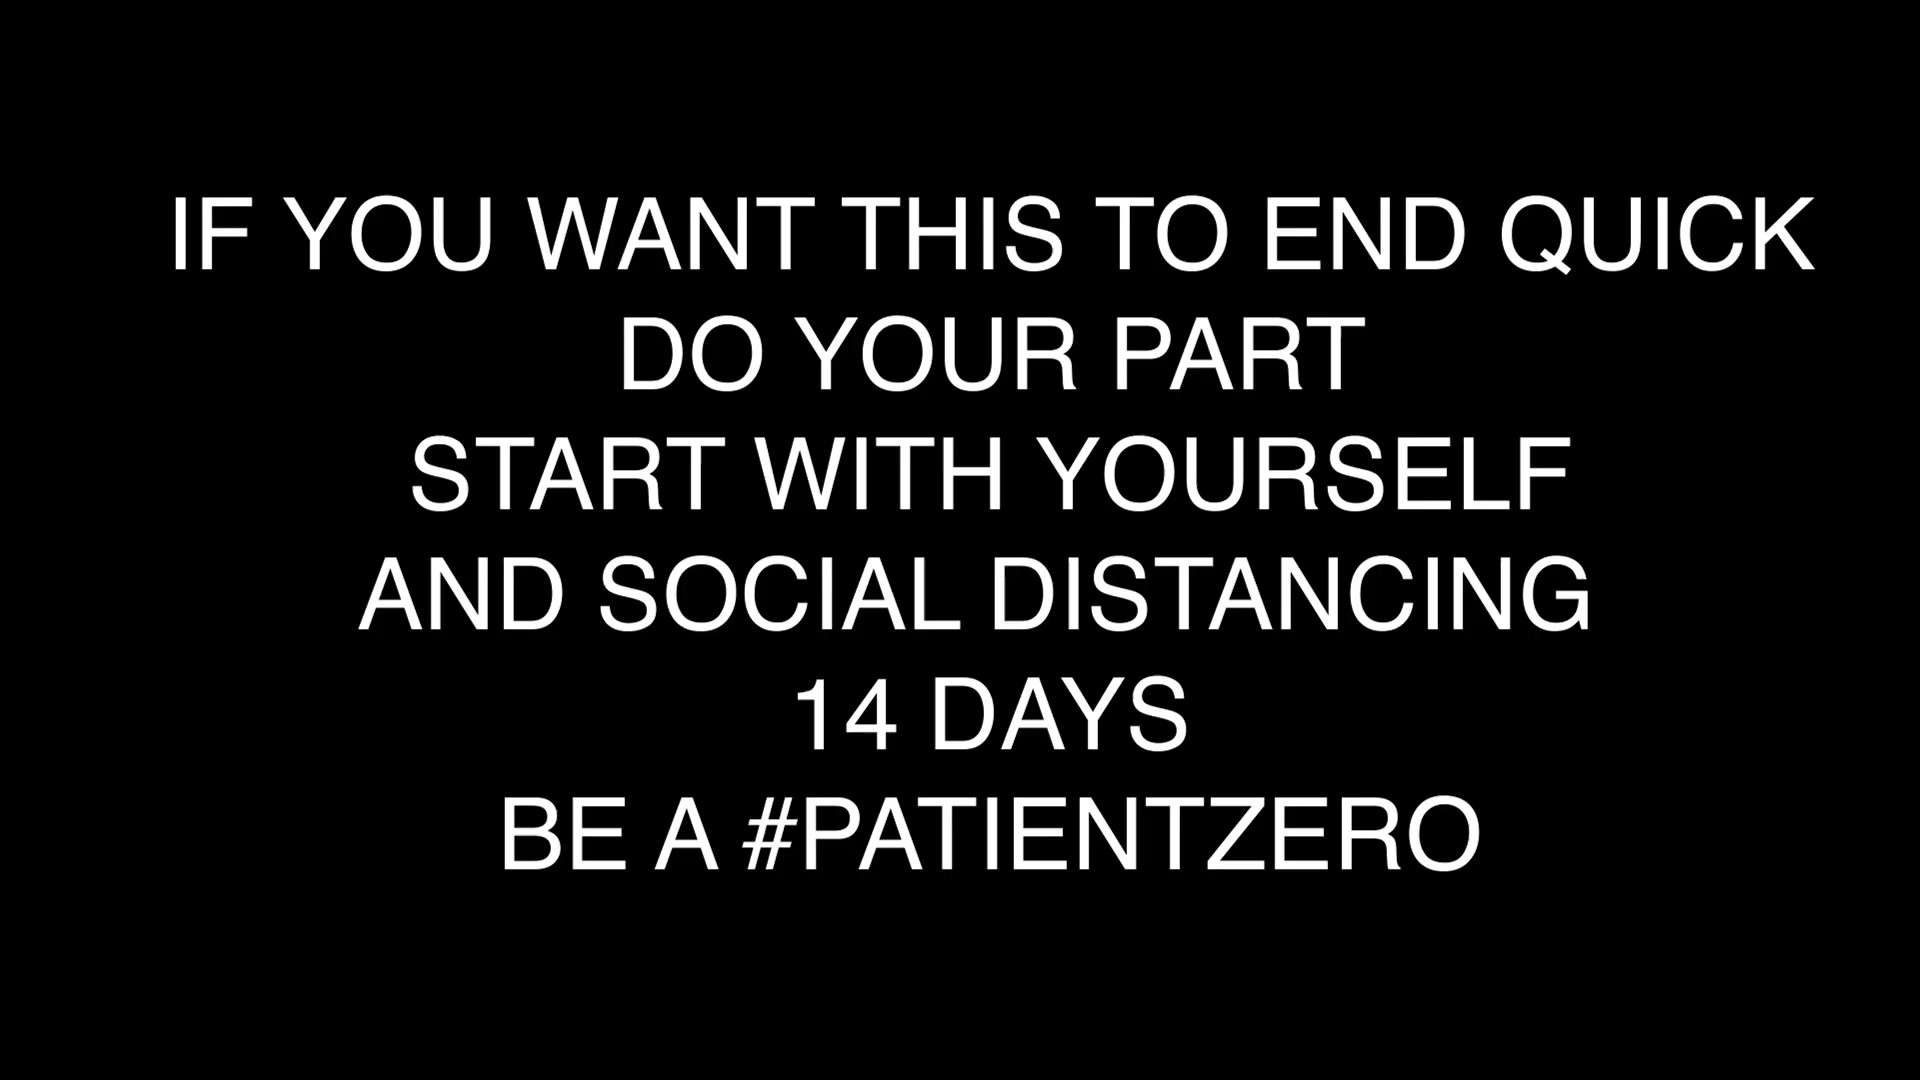 IF YOU WANT THIS TO END QUICK
DO YOUR PART
START WITH YOURSELF
AND SOCIAL DISTANCING
14 DAYS
BE A #PATIENTZERO